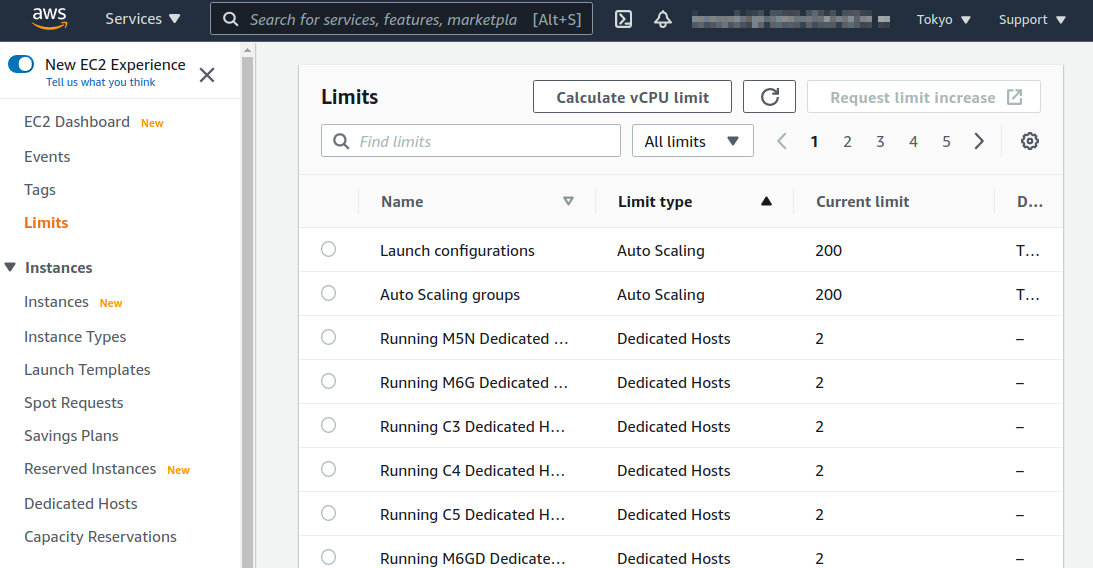 aws Services Search for services, features, marketpla [Alt+S] Tokyo Support
New EC2 Experience
Tell us what you think
EC2 Dashboard New
Events
Tags
Limits
Instances
Instances New
Instance Types
Launch Templates
Spot Requests
Savings Plans
Reserved Instances New
Dedicated Hosts
Capacity Reservations
Limits Calculate vCPU limit Request limit increase
Find limits All limits 1 2 3 4 5
Name Limit type Current limit D...
Launch configurations Auto Scaling 200 T...
Auto Scaling groups Auto Scaling 200 T...
Running M5N Dedicated ... Dedicated Hosts 2 –
Running M6G Dedicated ... Dedicated Hosts 2 –
Running C3 Dedicated H... Dedicated Hosts 2 –
Running C4 Dedicated H... Dedicated Hosts 2 –
Running C5 Dedicated H... Dedicated Hosts 2 –
Running M6GD Dedicate... Dedicated Hosts 2 –